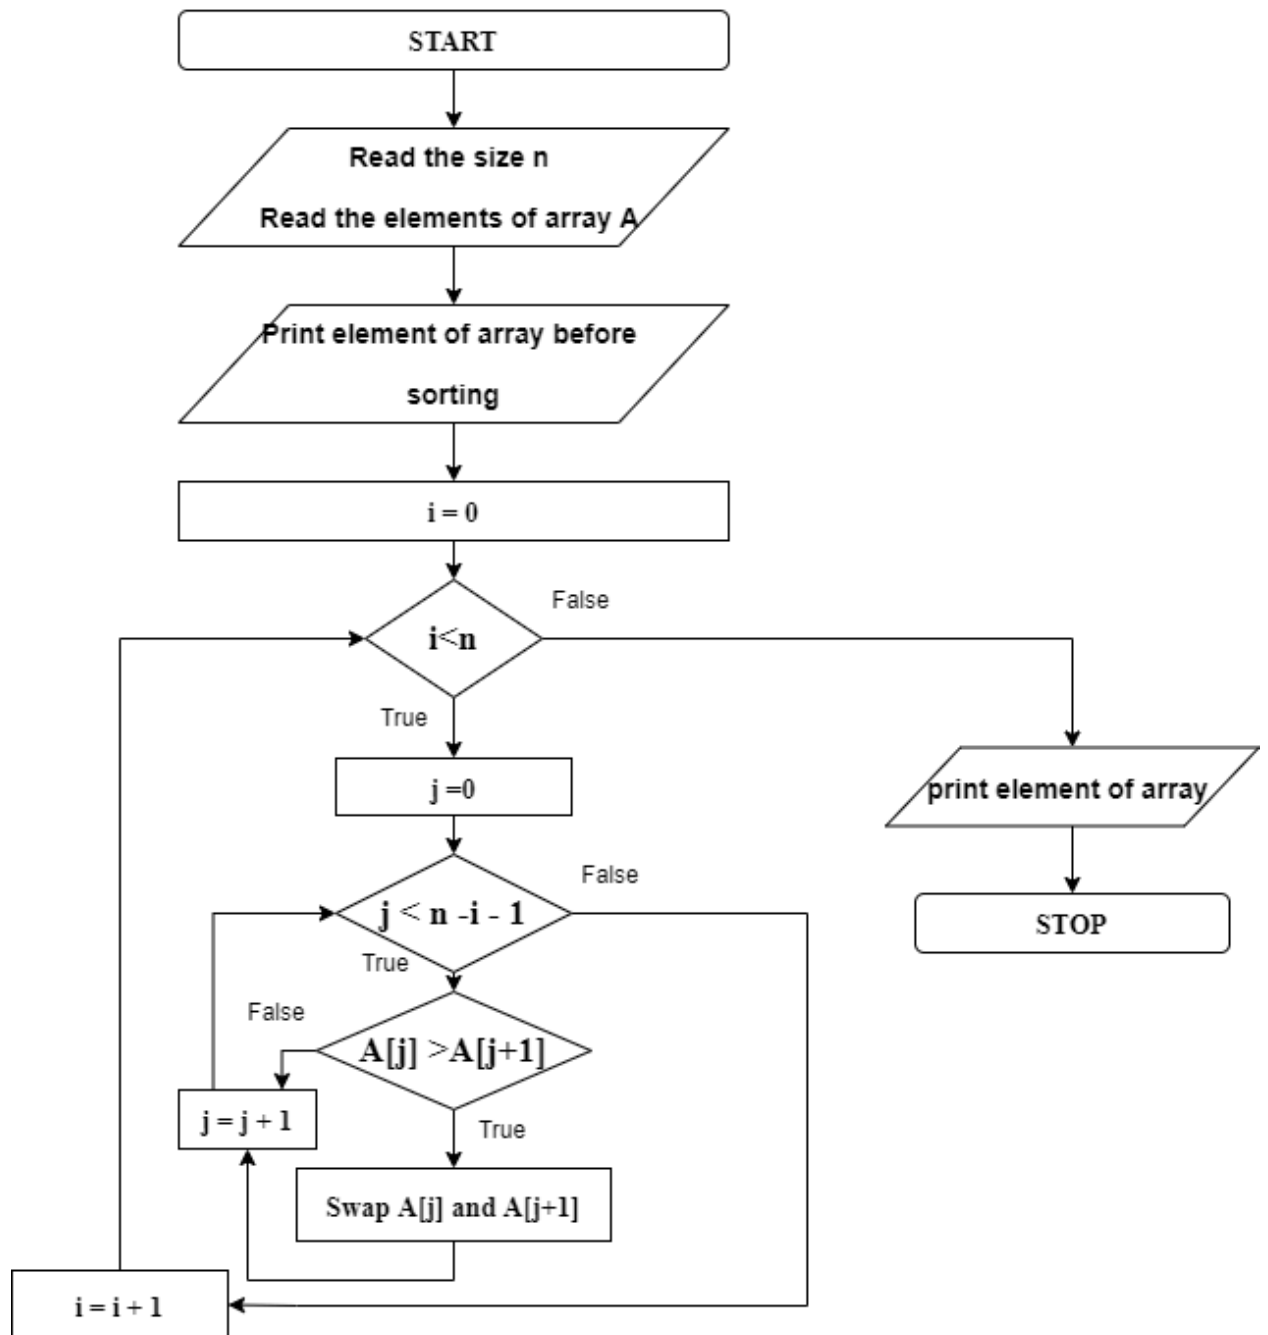 START
Read the size n
Read the elements of array A
Print element of array before
sorting
i = 0
i<n
False
True
j =0
print element of array
STOP
j < n -i - 1
False
True
A[j] >A[j+1]
False
j = j + 1
True
Swap A[j] and A[j+1]
i = i + 1